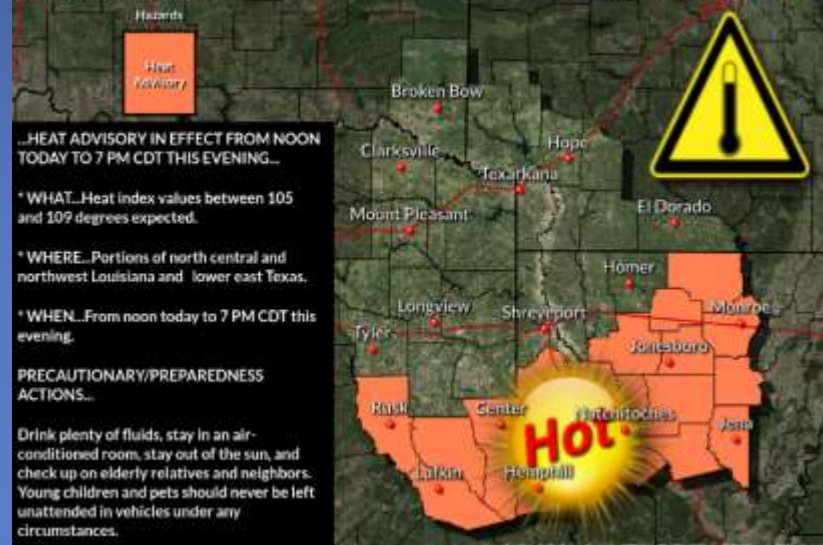 Hazards
Heat
Advisory
...HEAT ADVISORY IN EFFECT FROM NOON
TODAY TO 7 PM CDT THIS EVENING...
* WHAT...Heat index values between 105
and 109 degrees expected.
* WHERE...Portions of north central and
northwest Louisiana and lower east Texas.
* WHEN...From noon today to 7 PM CDT this
evening.
PRECAUTIONARY/PREPAREDNESS
ACTIONS...
Drink plenty of fluids, stay in an air-
conditioned room, stay out of the sun, and
check up on elderly relatives and neighbors.
Young children and pets should never be left
unattended in vehicles under any
circumstances.
Broken Bow
Clarksville
Hope
Texarkana
Mount Pleasant
El Dorado
Homer
Longview
Shreveport
Monroe
Tyler
Jonesboro
Rusk
Center
Natchitoches
Hot
Jena
Lufkin
Hemphill